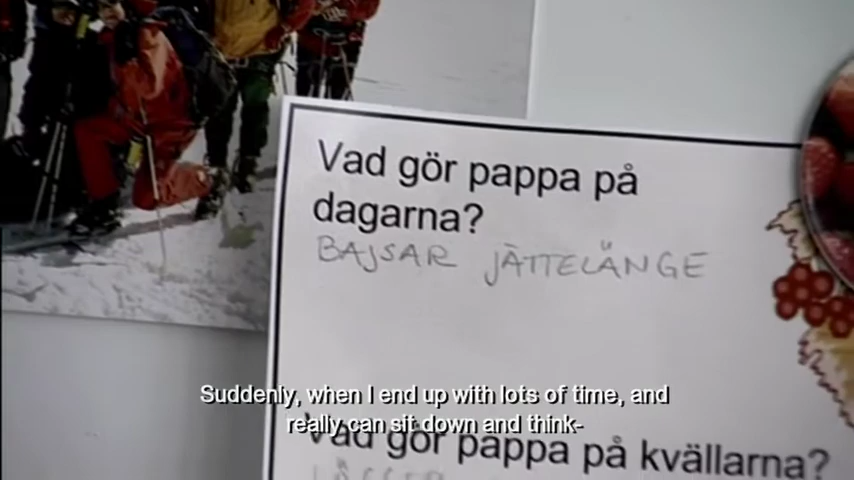 Vad gör pappa på
dagarna?
BAJSAR JÄTTELÄNGE
Suddenly, when I end up with lots of time, and
really can sit down and think-
Vad gör pappa på kvällarna?